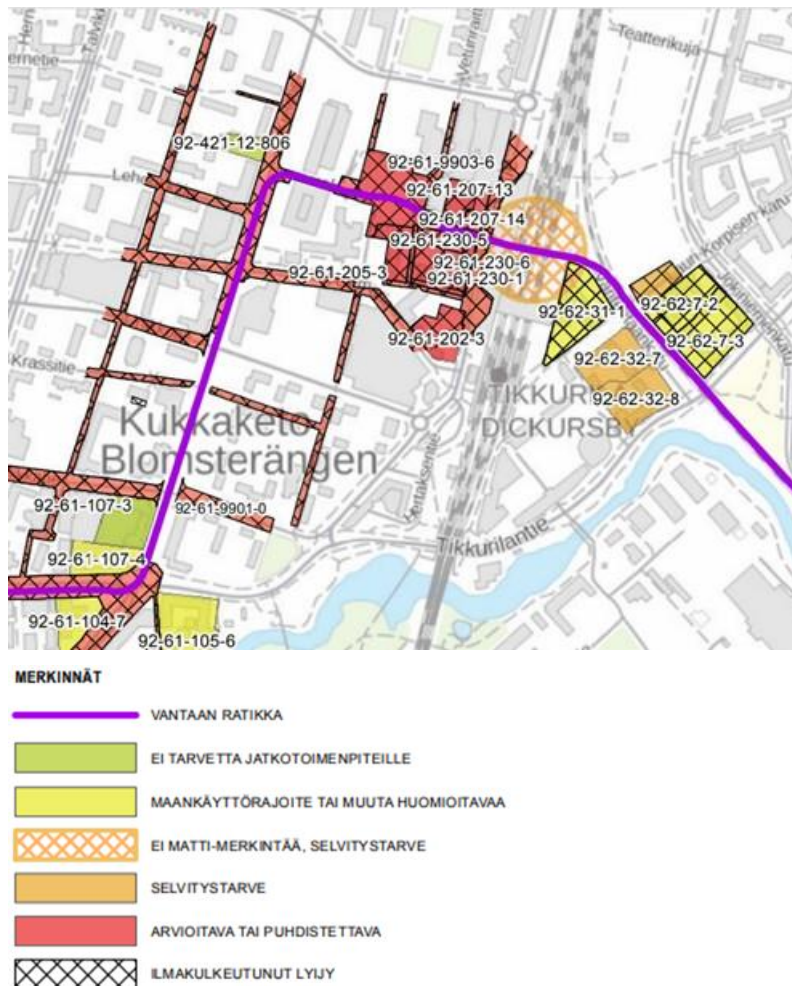 Teatterikuja
Talvikk
Vetunraitt
ernetie
92-421-12-806
92-61-9903-6
92-61-207-13
92-61-207-14
92-61-230-5
92-61-230-6
92-61-230-1
92-61-205-3
92-62-7-2
92-62-31-1
92-61-202-3
92-62-7-3
92-62-32-7
Krassitie
92-62-32-8
TIKKURI
DICKURSBY
Kukkaketo
Blomsterängen
Kertaksentie
92-61-107-3
92-61-9901-0
Tikkurilantie
92-61-107-4
92-61-104-7
92-61-105-6
MERKINNÄT
VANTAAN RATIKKA
EI TARVETTA JATKOTOIMENPITEILLE
MAANKÄYTTÖRAJOITE TAI MUUTA HUOMIOITAVAA
EI MATTI-MERKINTÄÄ, SELVITYSTARVE
SELVITYSTARVE
ARVIOITAVA TAI PUHDISTETTAVA
ILMAKULKEUTUNUT LYIJY